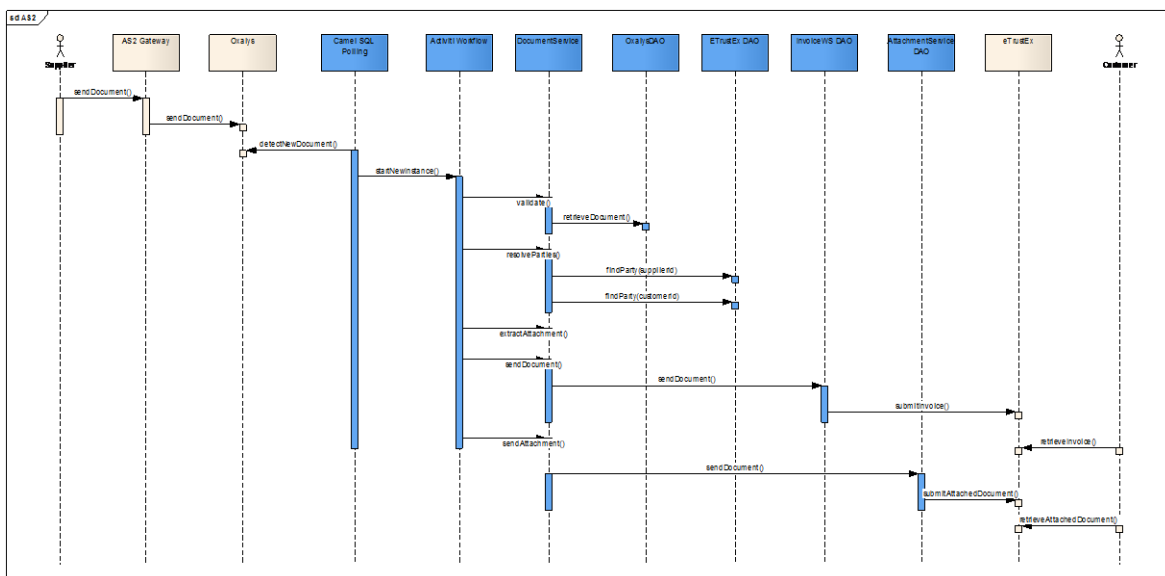 sd AS2
Supplier
AS2 Gateway
Oxalys
Camel SQL
Polling
Activiti Workflow
DocumentService
OxalysDAO
ETrustEx DAO
InvoiceWS DAO
AttachmentService
DAO
eTrustEx
Customer
sendDocument()
sendDocument()
detectNewDocument()
startNewInstance()
validate()
retrieveDocument()
resolveParties()
findParty(supplierId)
findParty(customerId)
extractAttachment()
sendDocument()
sendDocument()
submitInvoice()
sendAttachment()
retrieveInvoice()
sendDocument()
submitAttachedDocument()
retrieveAttachedDocument()